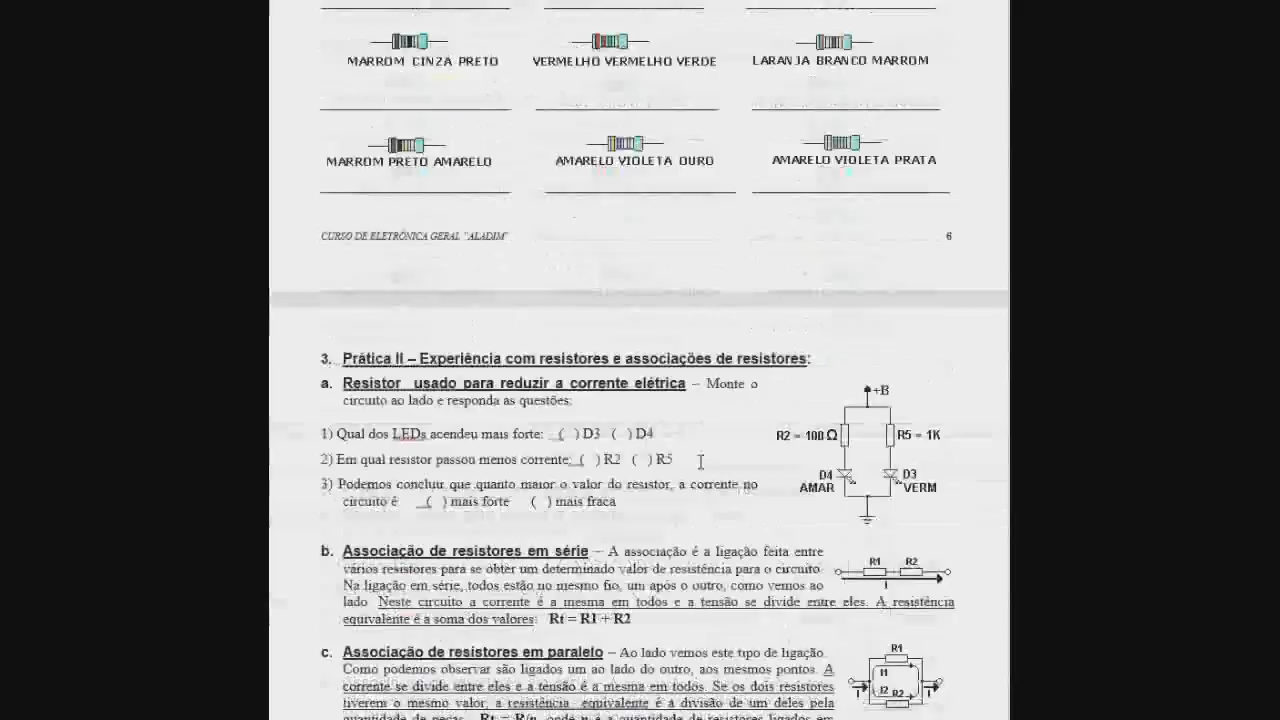 MARROM CINZA PRETO
VERMELHO VERMELHO VERDE
LARANJA BRANCO MARROM
MARROM PRETO AMARELO
AMARELO VIOLETA OURO
AMARELO VIOLETA PRATA
CURSO DE ELETRÔNICA GERAL "ALADIM"
6
3. Prática II – Experiência com resistores e associações de resistores:
a. Resistor usado para reduzir a corrente elétrica – Monte o
circuito ao lado e responda as questões:
1) Qual dos LEDs acendeu mais forte: ( ) D3 ( ) D4
2) Em qual resistor passou menos corrente: ( ) R2 ( ) R5
3) Podemos concluir que quanto maior o valor do resistor, a corrente no
circuito é ( ) mais forte ( ) mais fraca
+B
R2 = 100 Ω
R5 = 1K
D4
AMAR
D3
VERM
b. Associação de resistores em série – A associação é a ligação feita entre
vários resistores para se obter um determinado valor de resistência para o circuito.
Na ligação em série, todos estão no mesmo fio, um após o outro, como vemos ao
lado. Neste circuito a corrente é a mesma em todos e a tensão se divide entre eles. A resistência
equivalente é a soma dos valores: Rt = R1 + R2
R1
R2
I
c. Associação de resistores em paralelo – Ao lado vemos este tipo de ligação.
Como podemos observar são ligados um ao lado do outro, aos mesmos pontos. A
corrente se divide entre eles e a tensão é a mesma em todos. Se os dois resistores
tiverem o mesmo valor, a resistência equivalente é a divisão de um deles pela
quantidade de peças. Rt = R/n, onde n é a quantidade de resistores ligados em
R1
I1
I
I2
R2
I